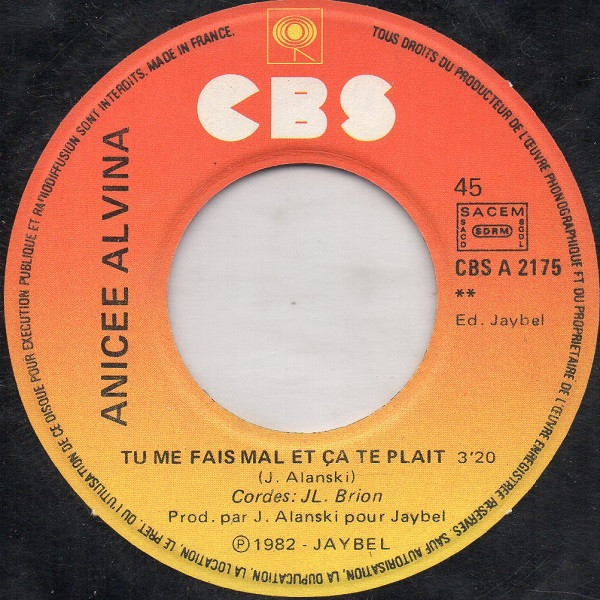 TOUS DROITS DU PRODUCTEUR DE L'ŒUVRE PHONOGRAPHIQUE ET DU PROPRIETAIRE DE L'ŒUVRE ENREGISTREE RESERVES. SAUF AUTORISATION, LA DUPLICATION, LA LOCATION, LE PRET, OU L'UTILISATION DE CE DISQUE POUR EXECUTION PUBLIQUE ET RADIODIFFUSION SONT INTERDITS. MADE IN FRANCE.
CBS
ANICEE ALVINA
45
SACEM
SACD SDRM SGDL
CBS A 2175
**
Ed. Jaybel
TU ME FAIS MAL ET ÇA TE PLAIT 3'20
(J. Alanski)
Cordes: JL. Brion
Prod. par J. Alanski pour Jaybel
Ⓟ 1982 - JAYBEL